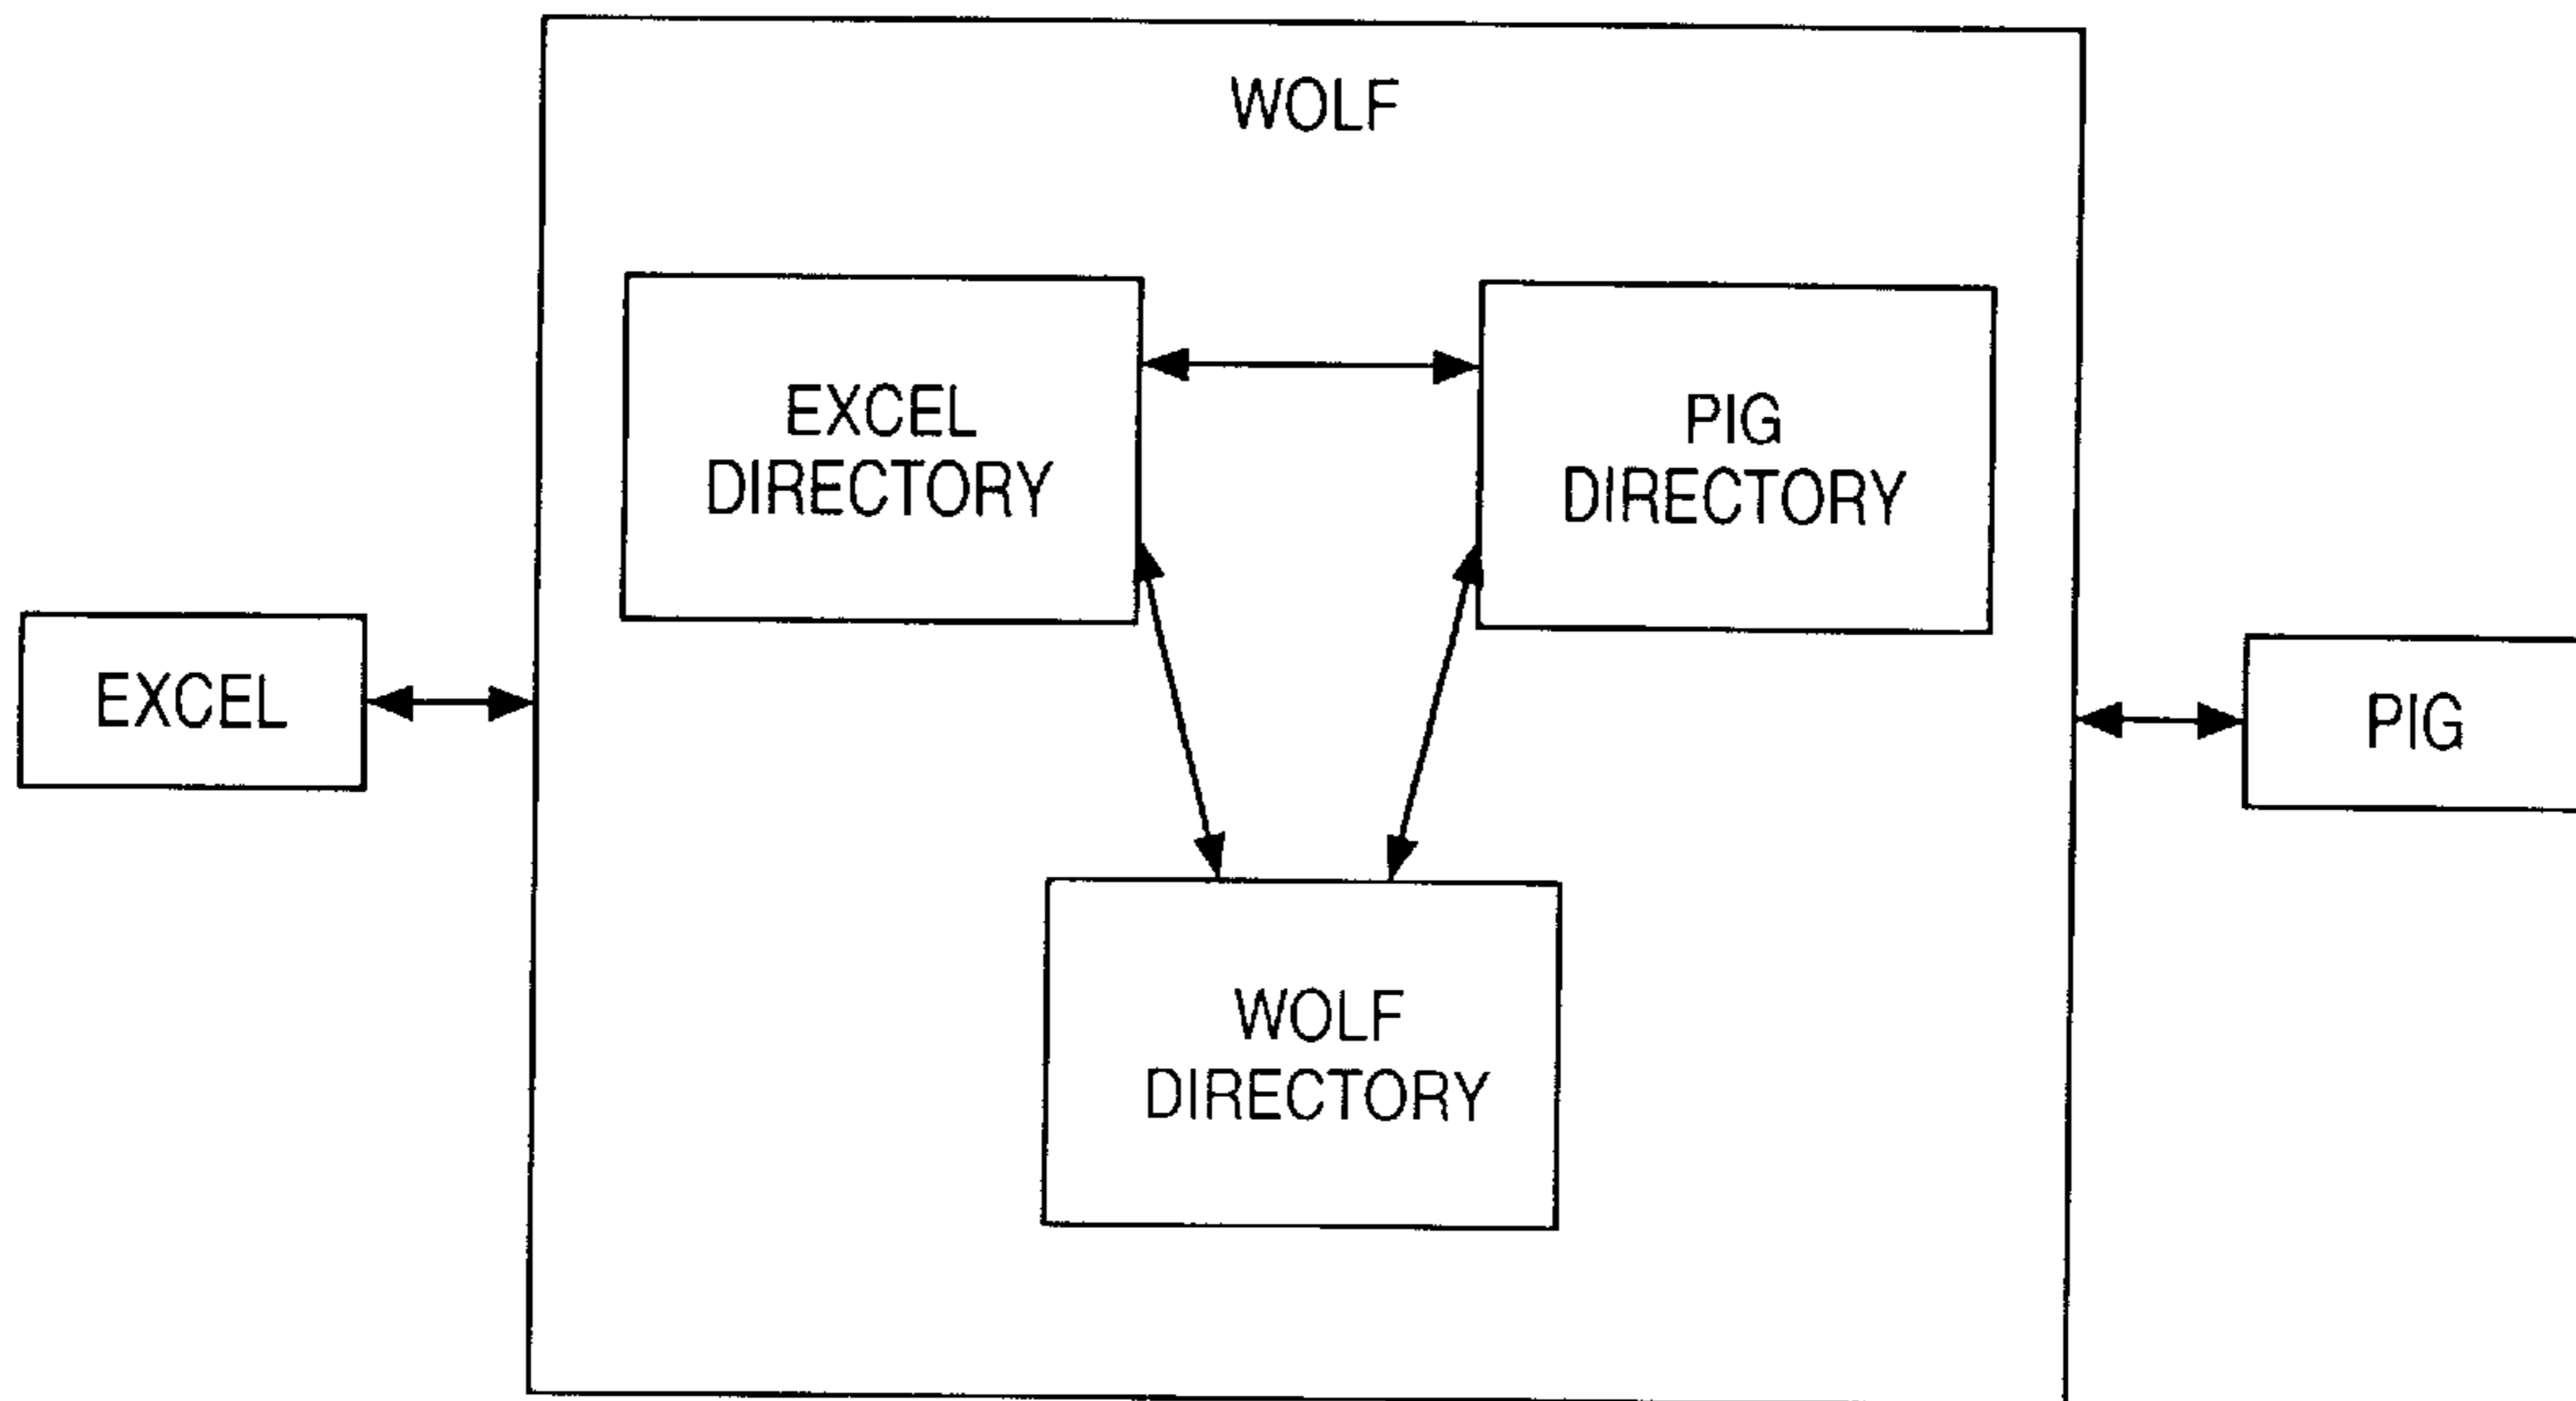 WOLF
EXCEL
DIRECTORY
PIG
DIRECTORY
EXCEL
PIG
WOLF
DIRECTORY